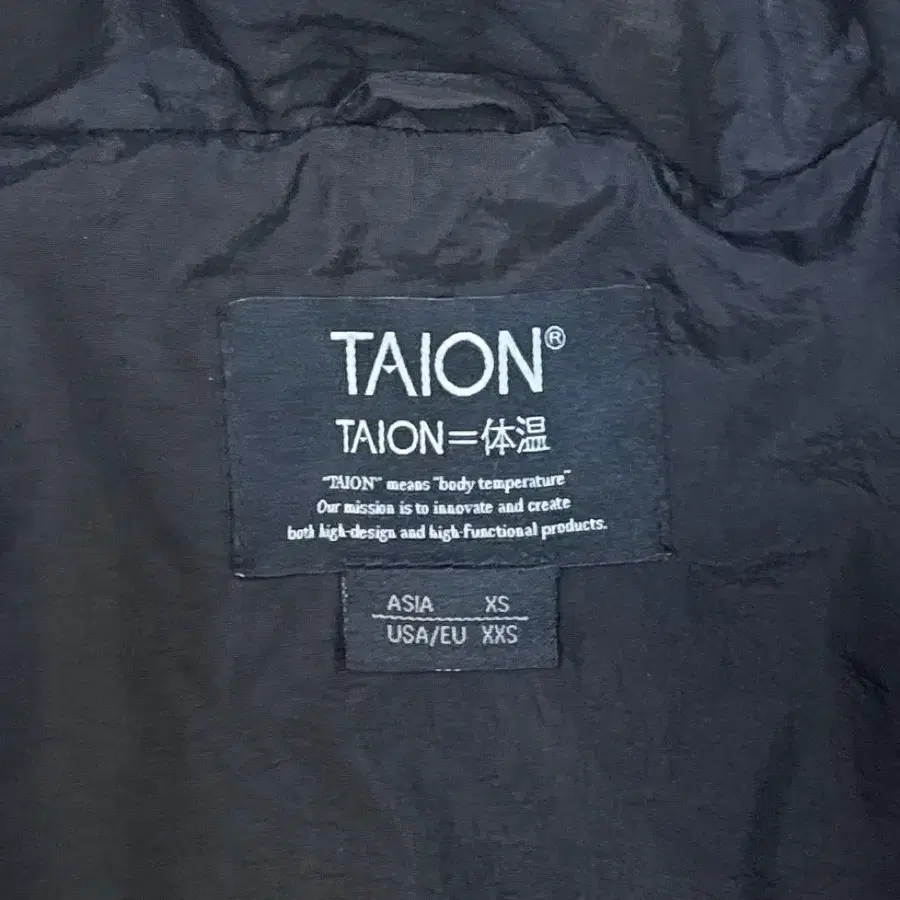 TAION®
TAION=体温
"TAION" means "body temperature"
Our mission is to innovate and create
both high-design and high-functional products.
ASIA XS
USA/EU XXS